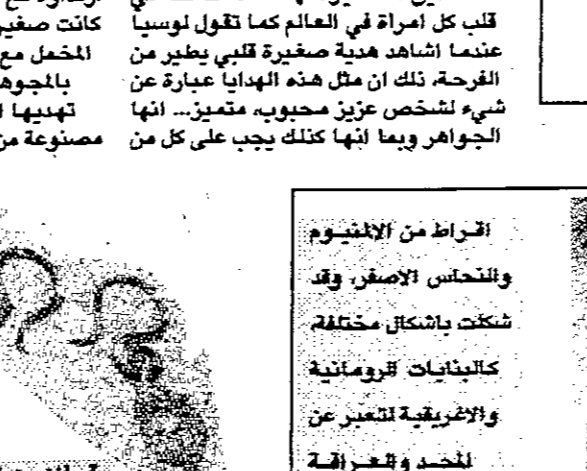 قلب كل امرأة في العالم كما تقول لوسيا
عندما اشاهد هدية صغيرة قلبي يطير من
الفرحة، ذلك ان مثل هذه الهدايا عبارة عن
شيء لشخص عزيز محبوب، متميز... انها
الجواهر وبما انها كذلك يجب على كل من
كانت صغير
المخمل مع
بالمجوه
تهديها ا
مصنوعة من
اقراط من الالمنيوم
والنحاس الاصفر، وقد
شكلت باشكال مختلفة،
كالبنايات الرومانية
والاغريقية لتعبر عن
المجد والعراقة